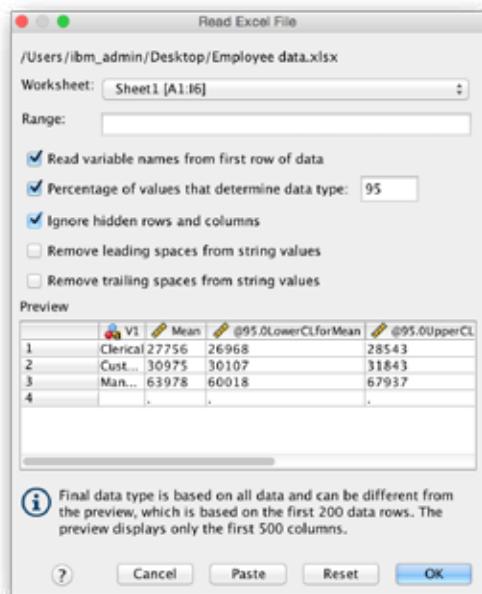 Read Excel File
/Users/ibm_admin/Desktop/Employee data.xlsx
Worksheet: Sheet1 [A1:I6]
Range:
Read variable names from first row of data
Percentage of values that determine data type: 95
Ignore hidden rows and columns
Remove leading spaces from string values
Remove trailing spaces from string values
Preview
V1 Mean @95.0LowerCLforMean @95.0UpperCL
1 Clerical 27756 26968 28543
2 Cust... 30975 30107 31843
3 Man... 63978 60018 67937
4 . . .
Final data type is based on all data and can be different from
the preview, which is based on the first 200 data rows. The
preview displays only the first 500 columns.
? Cancel Paste Reset OK